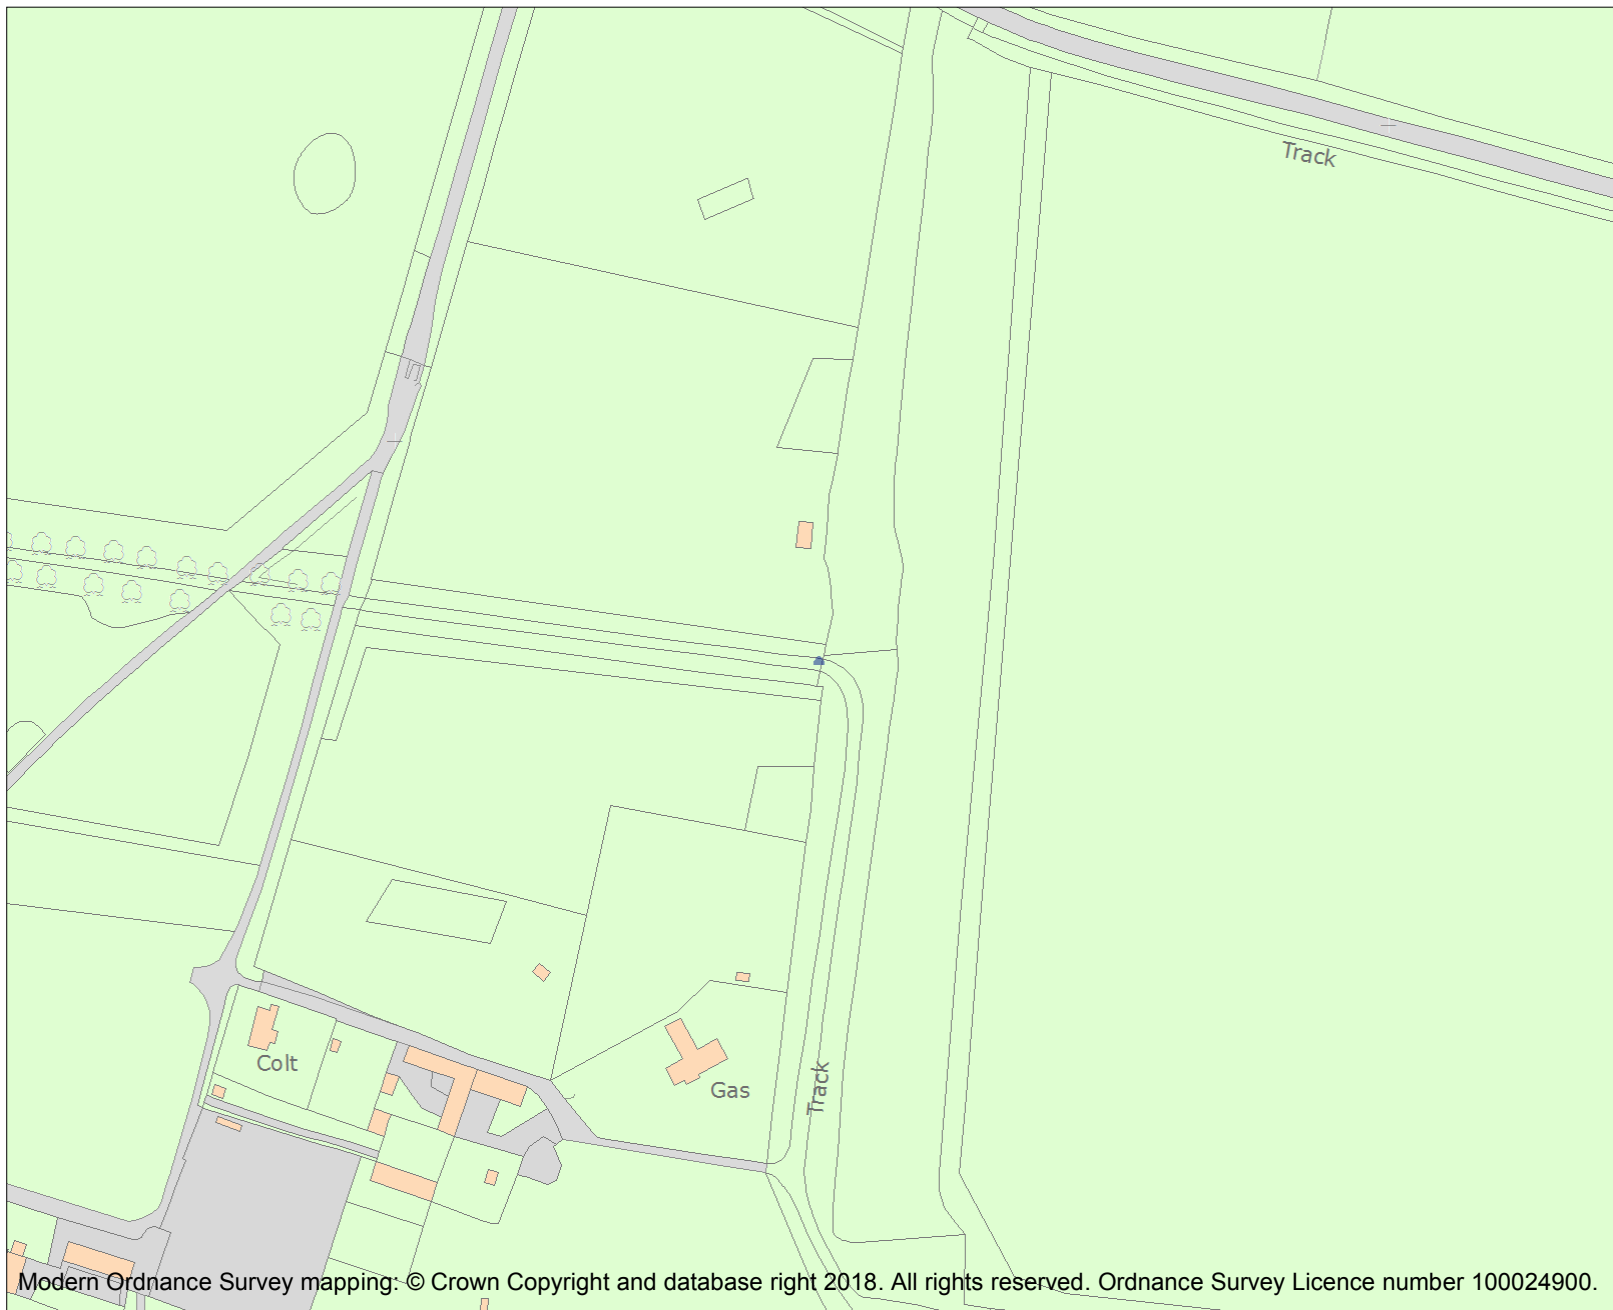 Track
Colt
Gas
Track
Modern Ordnance Survey mapping: © Crown Copyright and database right 2018. All rights reserved. Ordnance Survey Licence number 100024900.